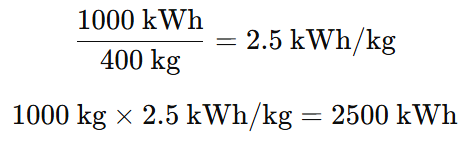 1000 kWh
400 kg
= 2.5 kWh/kg
1000 kg × 2.5 kWh/kg = 2500 kWh